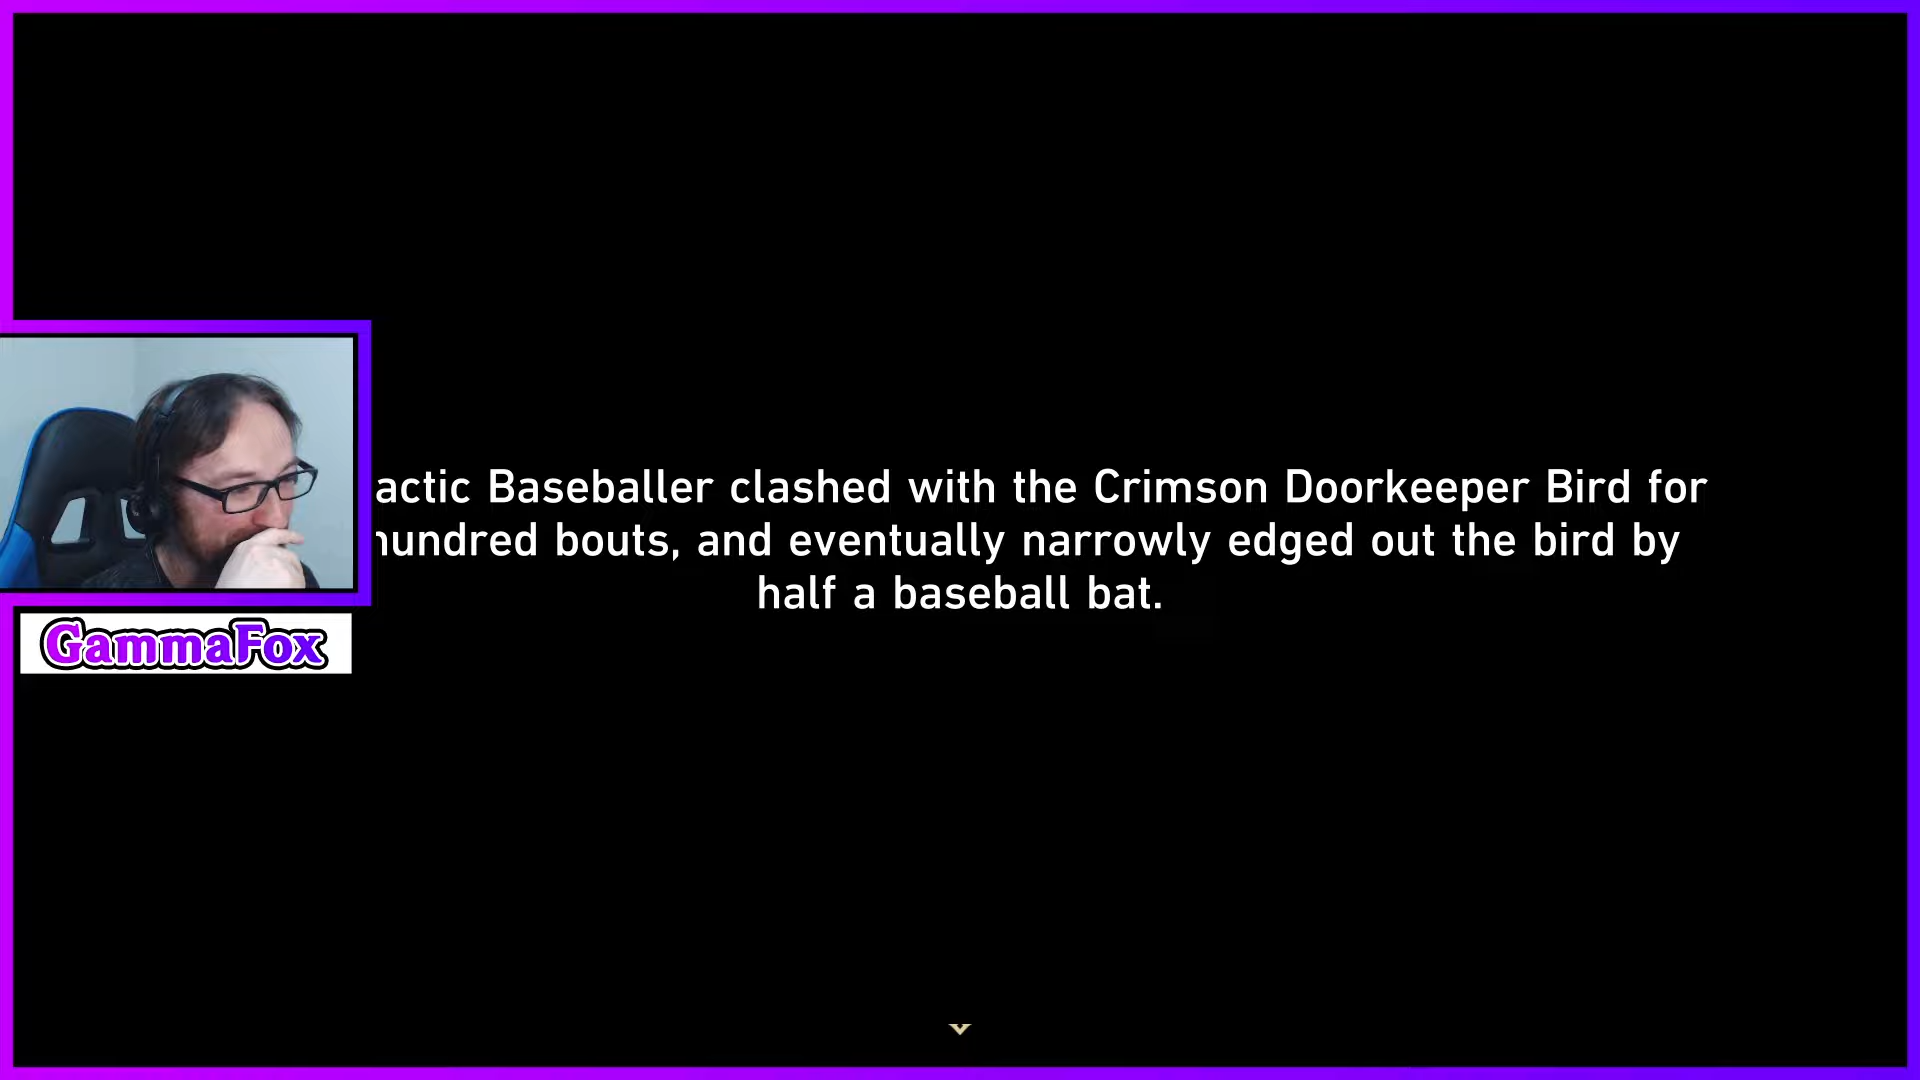 actic Baseballer clashed with the Crimson Doorkeeper Bird for
hundred bouts, and eventually narrowly edged out the bird by
half a baseball bat.
GammaFox